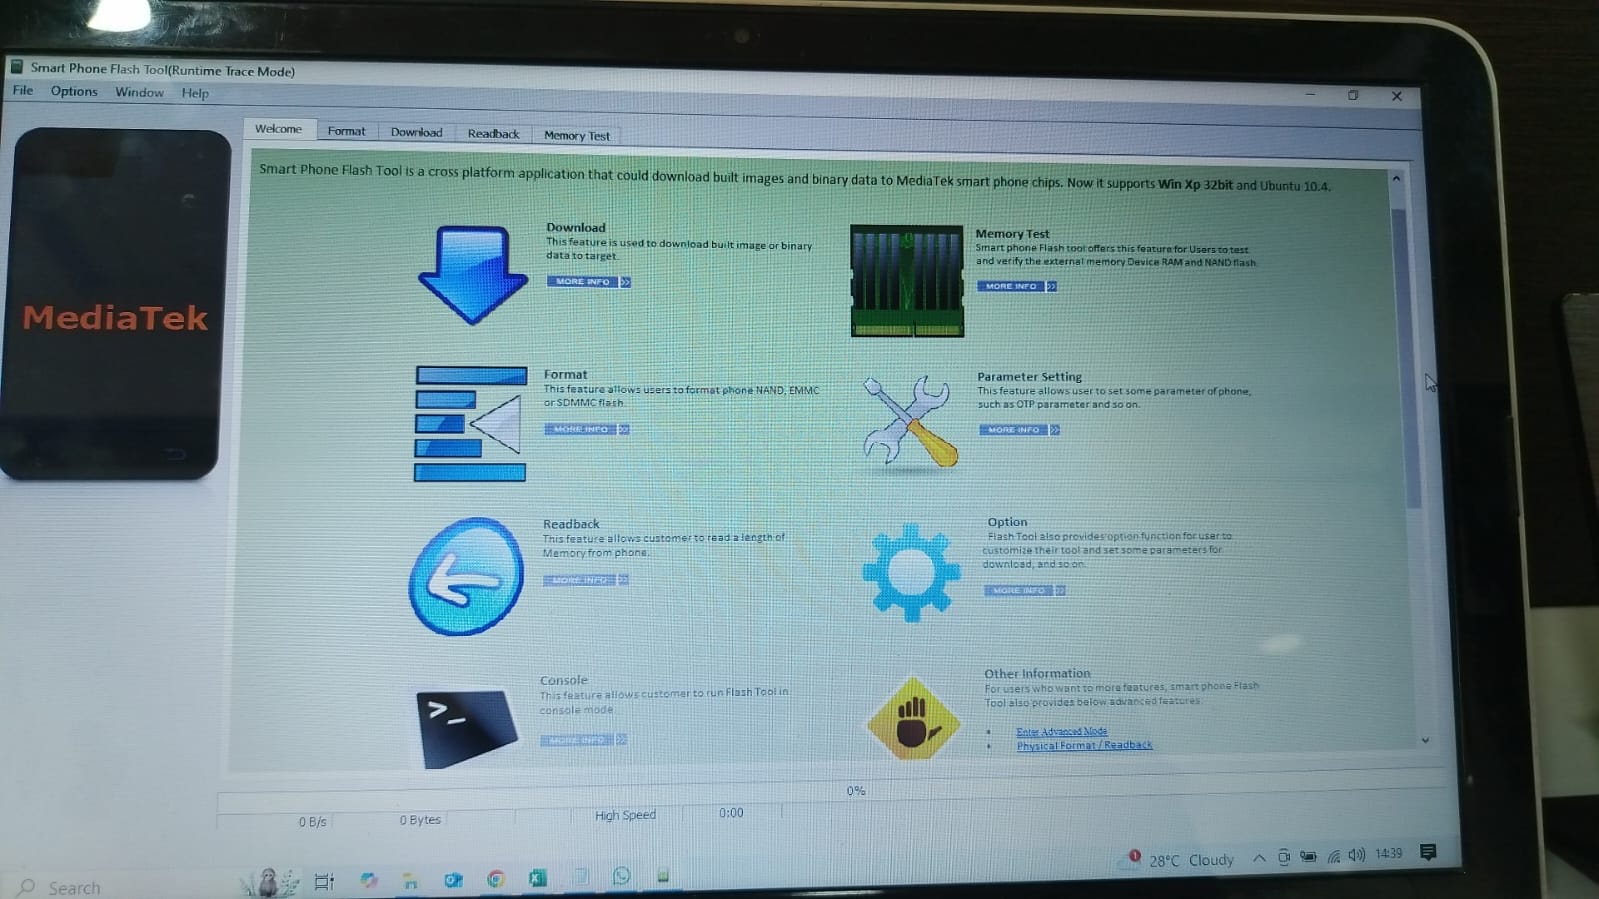 Smart Phone Flash Tool(Runtime Trace Mode)
File Options Window Help
Welcome Format Download Readback Memory Test
MediaTek
Smart Phone Flash Tool is a cross platform application that could download built images and binary data to MediaTek smart phone chips. Now it supports Win Xp 32bit and Ubuntu 10.4.
Download
This feature is used to download built image or binary
data to target.
MORE INFO >>
Memory Test
Smart phone Flash tool offers this feature for Users to test
and verify the external memory Device RAM and NAND flash.
MORE INFO >>
Format
This feature allows users to format phone NAND, EMMC
or SDMMC flash.
MORE INFO >>
Parameter Setting
This feature allows user to set some parameter of phone,
such as OTP parameter and so on.
MORE INFO >>
Readback
This feature allows customer to read a length of
Memory from phone.
MORE INFO >>
Option
Flash Tool also provides option function for user to
customize their tool and set some parameters for
download, and so on.
MORE INFO >>
Console
This feature allows customer to run Flash Tool in
console mode.
MORE INFO >>
Other Information
For users who want to more features, smart phone Flash
Tool also provides below advanced features:
Enter Advanced Mode
Physical Format / Readback
0%
0 B/s 0 Bytes High Speed 0:00
Search
1 28°C Cloudy 14:39